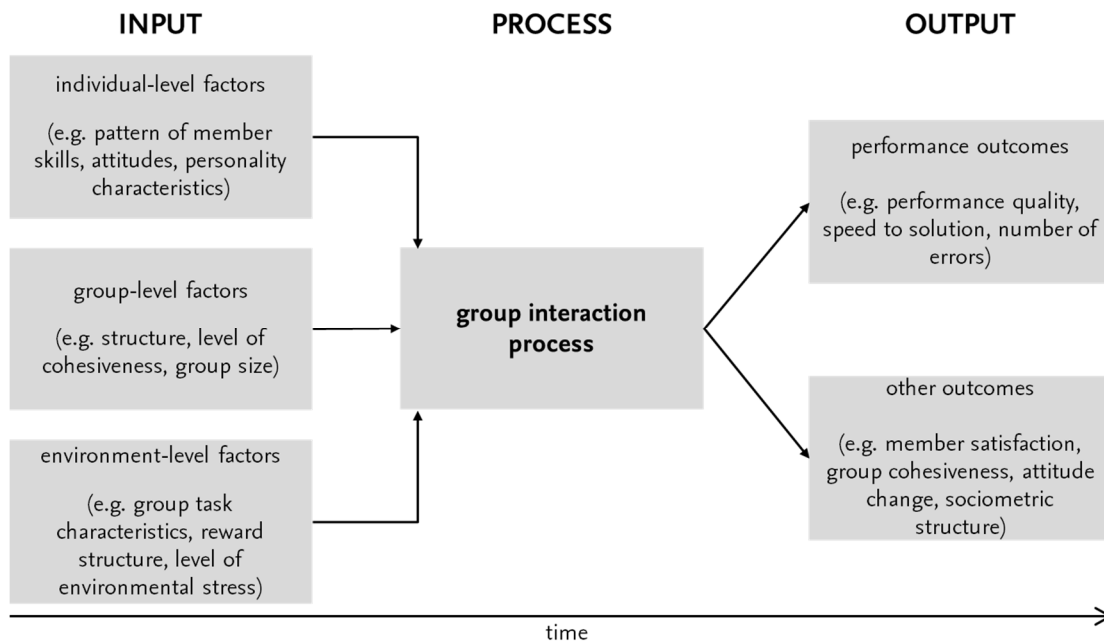 INPUT
PROCESS
OUTPUT
individual-level factors
(e.g. pattern of member
skills, attitudes, personality
characteristics)
group-level factors
(e.g. structure, level of
cohesiveness, group size)
environment-level factors
(e.g. group task
characteristics, reward
structure, level of
environmental stress)
group interaction
process
performance outcomes
(e.g. performance quality,
speed to solution, number of
errors)
other outcomes
(e.g. member satisfaction,
group cohesiveness, attitude
change, sociometric
structure)
time